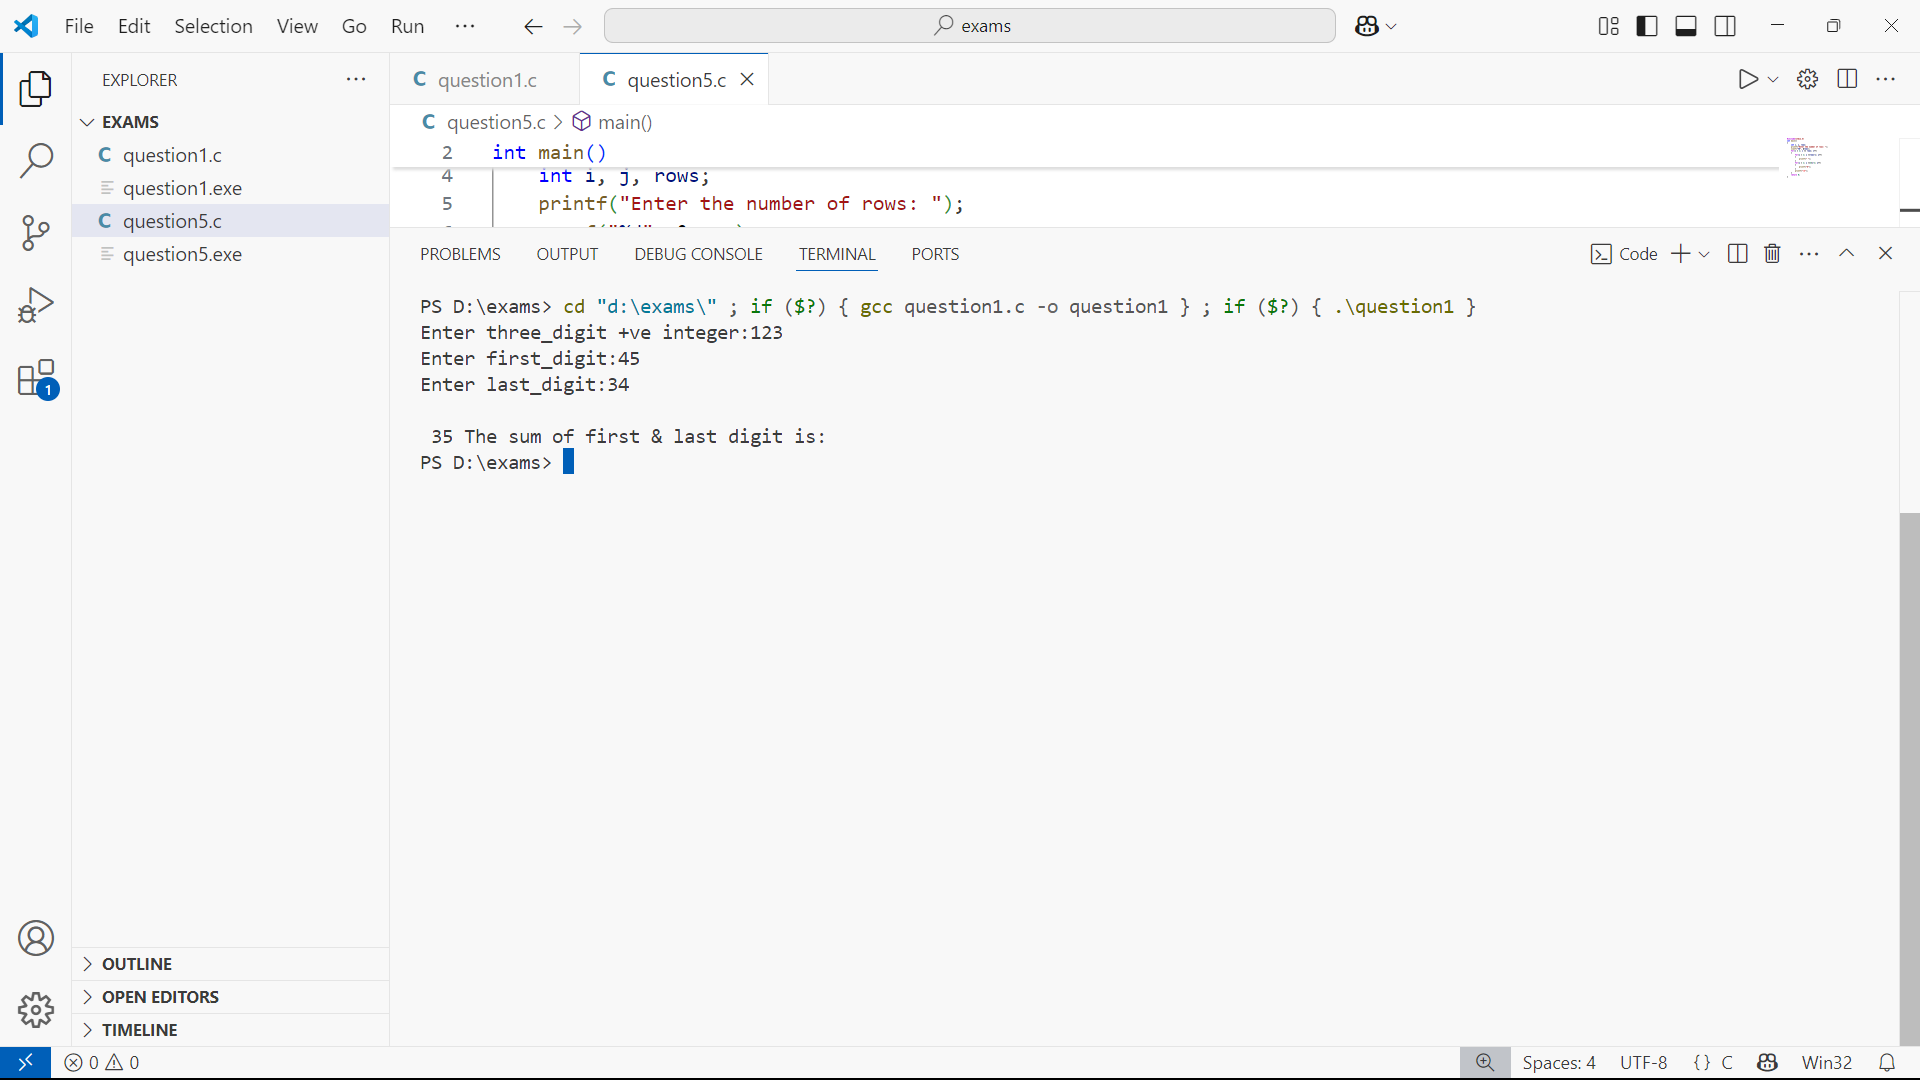 File Edit Selection View Go Run ··· exams
EXPLORER ···
EXAMS
question1.c
question1.exe
question5.c
question5.exe
OUTLINE
OPEN EDITORS
TIMELINE
C question1.c C question5.c
C question5.c > main()
2 int main()
4 int i, j, rows;
5 printf("Enter the number of rows: ");
PROBLEMS OUTPUT DEBUG CONSOLE TERMINAL PORTS Code
PS D:\exams> cd "d:\exams\" ; if ($?) { gcc question1.c -o question1 } ; if ($?) { .\question1 }
Enter three_digit +ve integer:123
Enter first_digit:45
Enter last_digit:34
35 The sum of first & last digit is:
PS D:\exams>
1
0 0 Spaces: 4 UTF-8 {} C Win32